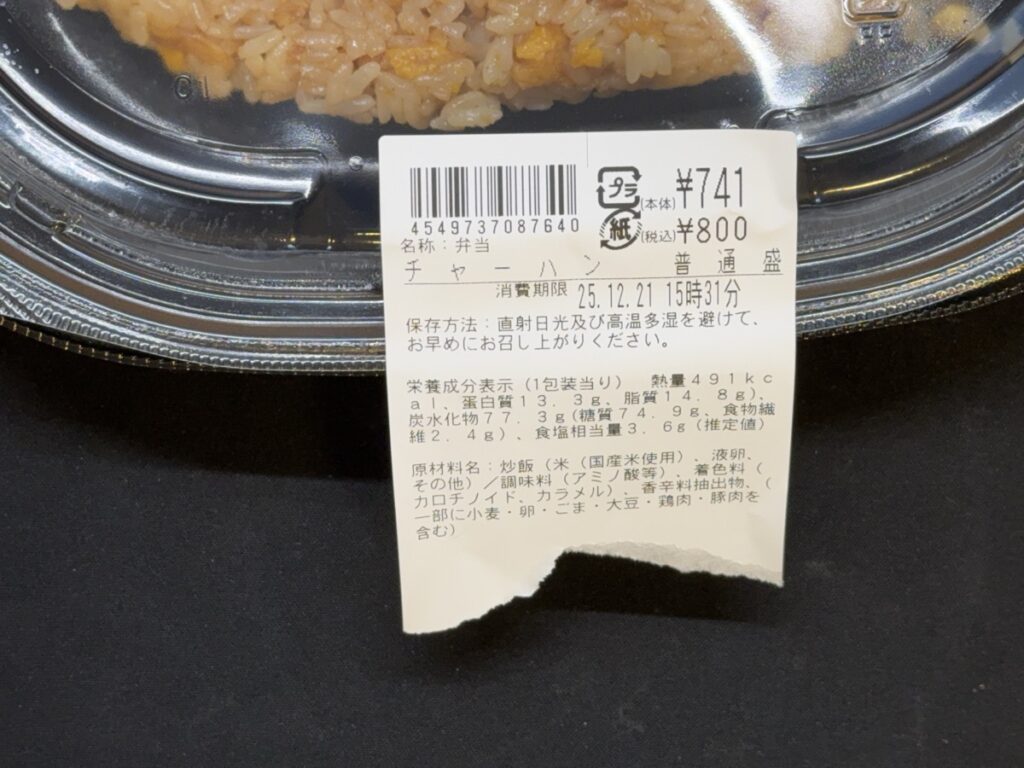 4549737087640
プラ
紙
(本体)¥741
(税込)¥800
名称：弁当
チャーハン　普通盛
消費期限 25.12.21 15時31分
保存方法：直射日光及び高温多湿を避けて、
お早めにお召し上がりください。
栄養成分表示（1包装当り）　熱量491kc
al、蛋白質13．3g、脂質14．8g）、
炭水化物77．3g（糖質74．9g、食物繊
維2．4g）、食塩相当量3．6g（推定値）
原材料名：炒飯（米（国産米使用）、液卵、
その他）／調味料（アミノ酸等）、着色料（
カロチノイド、カラメル）、香辛料抽出物、（
一部に小麦・卵・ごま・大豆・鶏肉・豚肉を
含む）